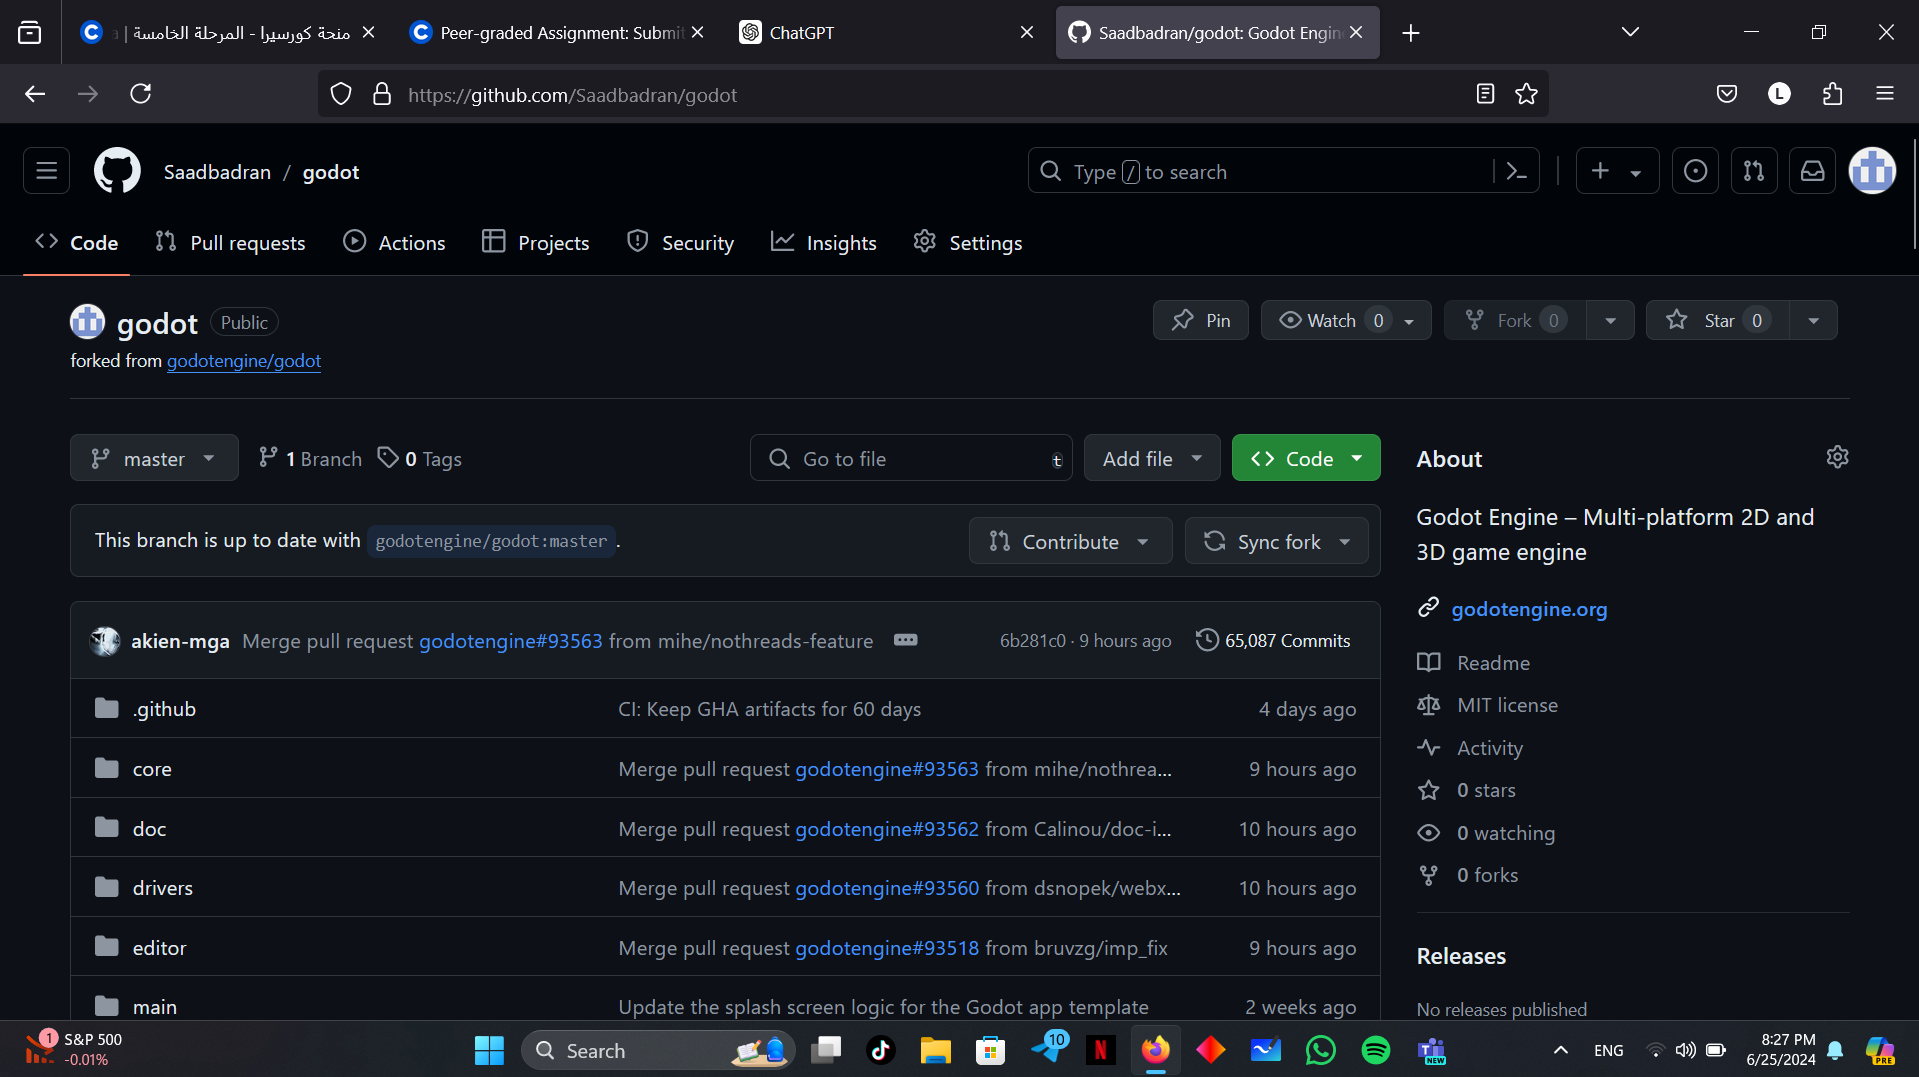 منحة كورسيرا - المرحلة الخامسة |
Peer-graded Assignment: Submit
ChatGPT
Saadbadran/godot: Godot Engin
https://github.com/Saadbadran/godot
L
Saadbadran / godot
Type / to search
Code
Pull requests
Actions
Projects
Security
Insights
Settings
godot
Public
Pin
Watch 0
Fork 0
Star 0
forked from godotengine/godot
master
1 Branch
0 Tags
Go to file
t
Add file
Code
This branch is up to date with godotengine/godot:master .
Contribute
Sync fork
akien-mga Merge pull request godotengine#93563 from mihe/nothreads-feature
6b281c0 · 9 hours ago
65,087 Commits
.github
CI: Keep GHA artifacts for 60 days
4 days ago
core
Merge pull request godotengine#93563 from mihe/nothrea...
9 hours ago
doc
Merge pull request godotengine#93562 from Calinou/doc-i...
10 hours ago
drivers
Merge pull request godotengine#93560 from dsnopek/webx...
10 hours ago
editor
Merge pull request godotengine#93518 from bruvzg/imp_fix
9 hours ago
main
Update the splash screen logic for the Godot app template
2 weeks ago
About
Godot Engine – Multi-platform 2D and
3D game engine
godotengine.org
Readme
MIT license
Activity
0 stars
0 watching
0 forks
Releases
No releases published
1
S&P 500
-0.01%
Search
10
N
NEW
ENG
8:27 PM
6/25/2024
PRE